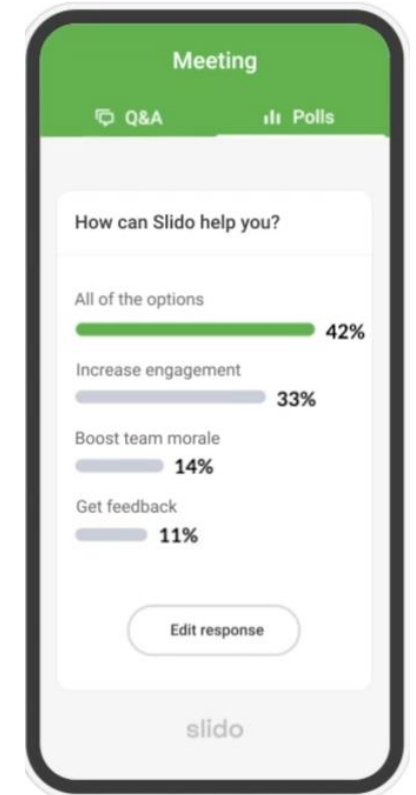 Meeting
Q&A
Polls
How can Slido help you?
All of the options
42%
Increase engagement
33%
Boost team morale
14%
Get feedback
11%
Edit response
slido